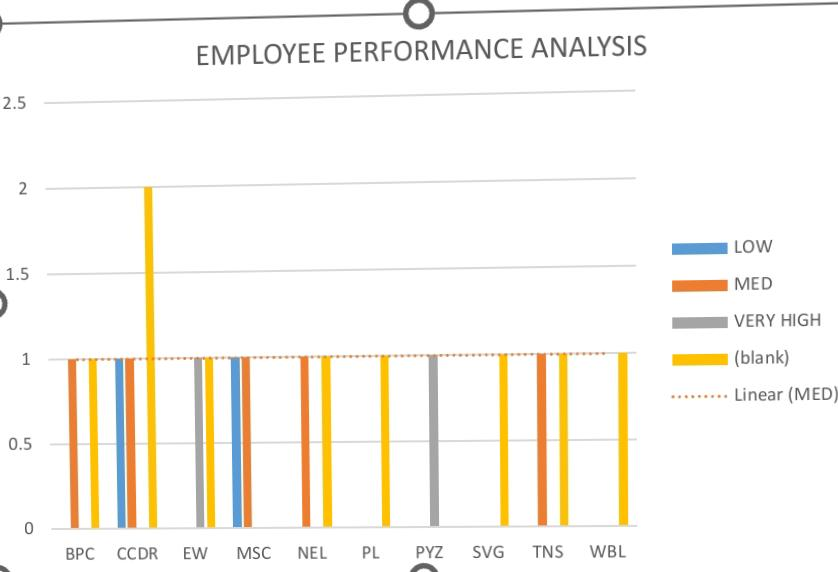 EMPLOYEE PERFORMANCE ANALYSIS
2.5
2
1.5
1
0.5
0
BPC CCDR EW MSC NEL PL PYZ SVG TNS WBL
LOW
MED
VERY HIGH
(blank)
Linear (MED)